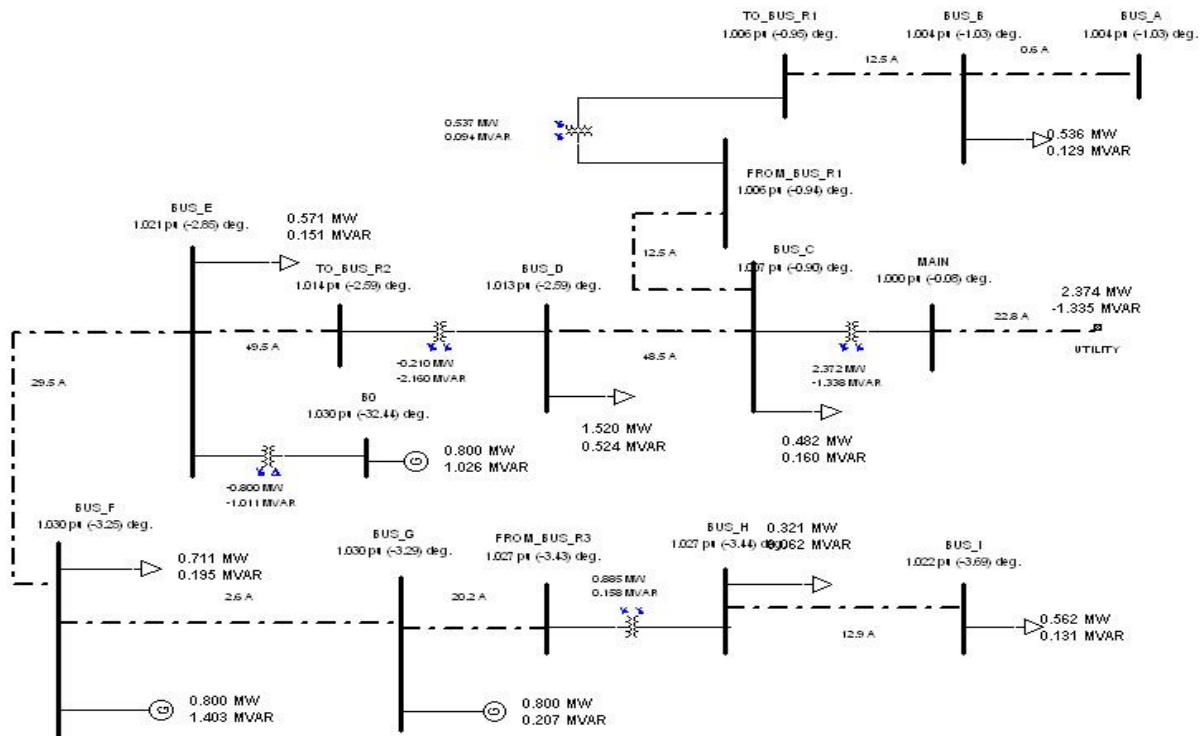 TO_BUS_R1
1.006 pu (-0.95) deg.
BUS_B
1.004 pu (-1.03) deg.
BUS_A
1.004 pu (-1.03) deg.
12.5 A
0.6 A
0.537 MW
0.094 MVAR
0.536 MW
0.129 MVAR
FROM_BUS_R1
1.006 pu (-0.94) deg.
BUS_E
1.021 pu (-2.85) deg.
0.571 MW
0.151 MVAR
12.5 A
BUS_C
1.007 pu (-0.90) deg.
TO_BUS_R2
1.014 pu (-2.59) deg.
BUS_D
1.013 pu (-2.59) deg.
MAIN
1.000 pu (-0.08) deg.
2.374 MW
-1.335 MVAR
22.8 A
UTILITY
49.5 A
48.5 A
-0.210 MW
-2.160 MVAR
2.372 MW
-1.338 MVAR
29.5 A
B0
1.030 pu (-32.44) deg.
1.520 MW
0.524 MVAR
0.482 MW
0.160 MVAR
G
0.800 MW
1.026 MVAR
-0.800 MW
-1.011 MVAR
BUS_F
1.030 pu (-3.25) deg.
BUS_G
1.030 pu (-3.29) deg.
FROM_BUS_R3
1.027 pu (-3.43) deg.
BUS_H
1.027 pu (-3.44) deg.
0.321 MW
0.062 MVAR
BUS_I
1.022 pu (-3.69) deg.
0.711 MW
0.195 MVAR
0.885 MW
0.158 MVAR
2.6 A
20.2 A
12.9 A
0.562 MW
0.131 MVAR
G
0.800 MW
1.403 MVAR
G
0.800 MW
0.207 MVAR